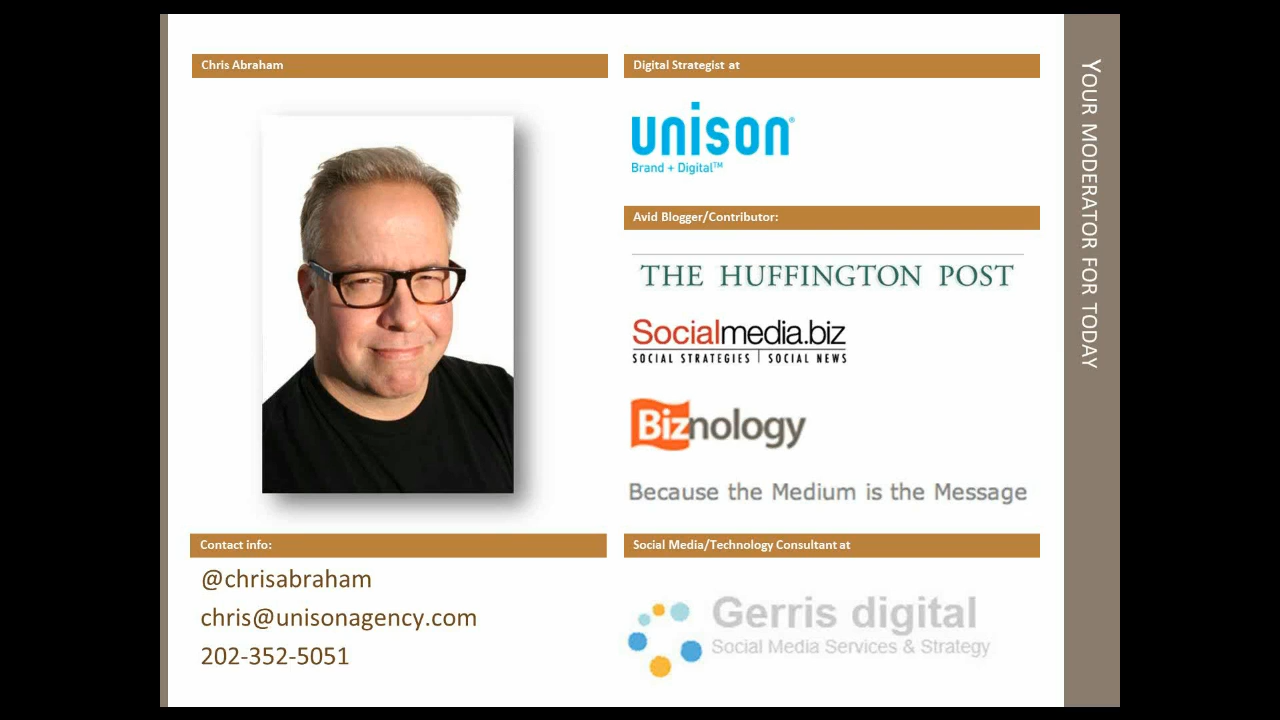 Chris Abraham
Digital Strategist at
unison®
Brand + Digital™
Avid Blogger/Contributor:
THE HUFFINGTON POST
Socialmedia.biz
SOCIAL STRATEGIES | SOCIAL NEWS
Biznology
Because the Medium is the Message
Contact info:
@chrisabraham
chris@unisonagency.com
202-352-5051
Social Media/Technology Consultant at
Gerris digital
Social Media Services & Strategy
YOUR MODERATOR FOR TODAY